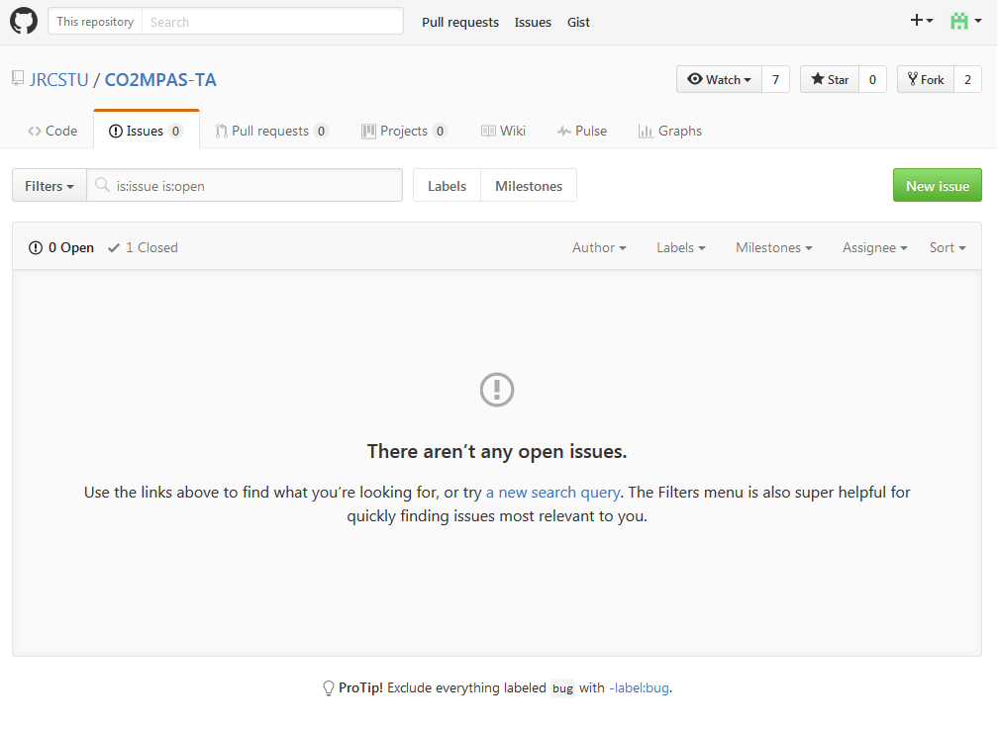 This repository Search Pull requests Issues Gist
JRCSTU / CO2MPAS-TA Watch 7 Star 0 Fork 2
Code Issues 0 Pull requests 0 Projects 0 Wiki Pulse Graphs
Filters is:issue is:open Labels Milestones New issue
0 Open 1 Closed Author Labels Milestones Assignee Sort
There aren’t any open issues.
Use the links above to find what you’re looking for, or try a new search query. The Filters menu is also super helpful for
quickly finding issues most relevant to you.
ProTip! Exclude everything labeled bug with -label:bug.